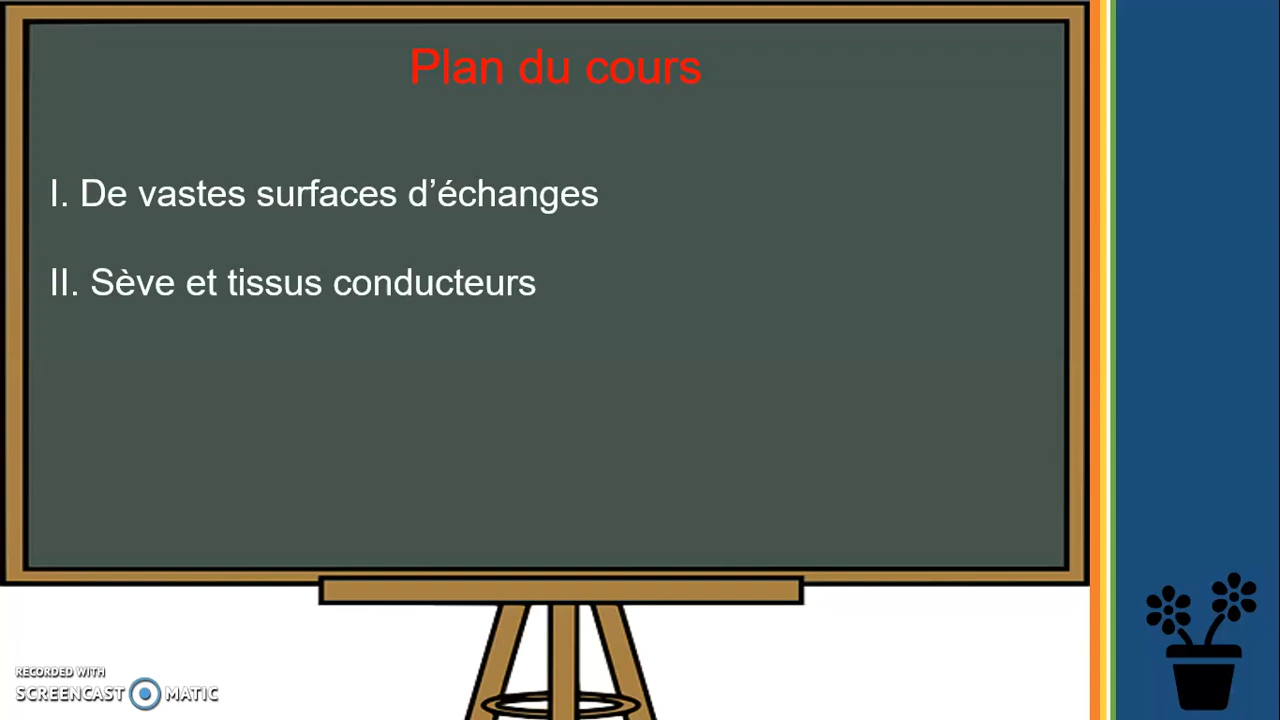 Plan du cours
I. De vastes surfaces d’échanges
II. Sève et tissus conducteurs
RECORDED WITH
SCREENCAST MATIC